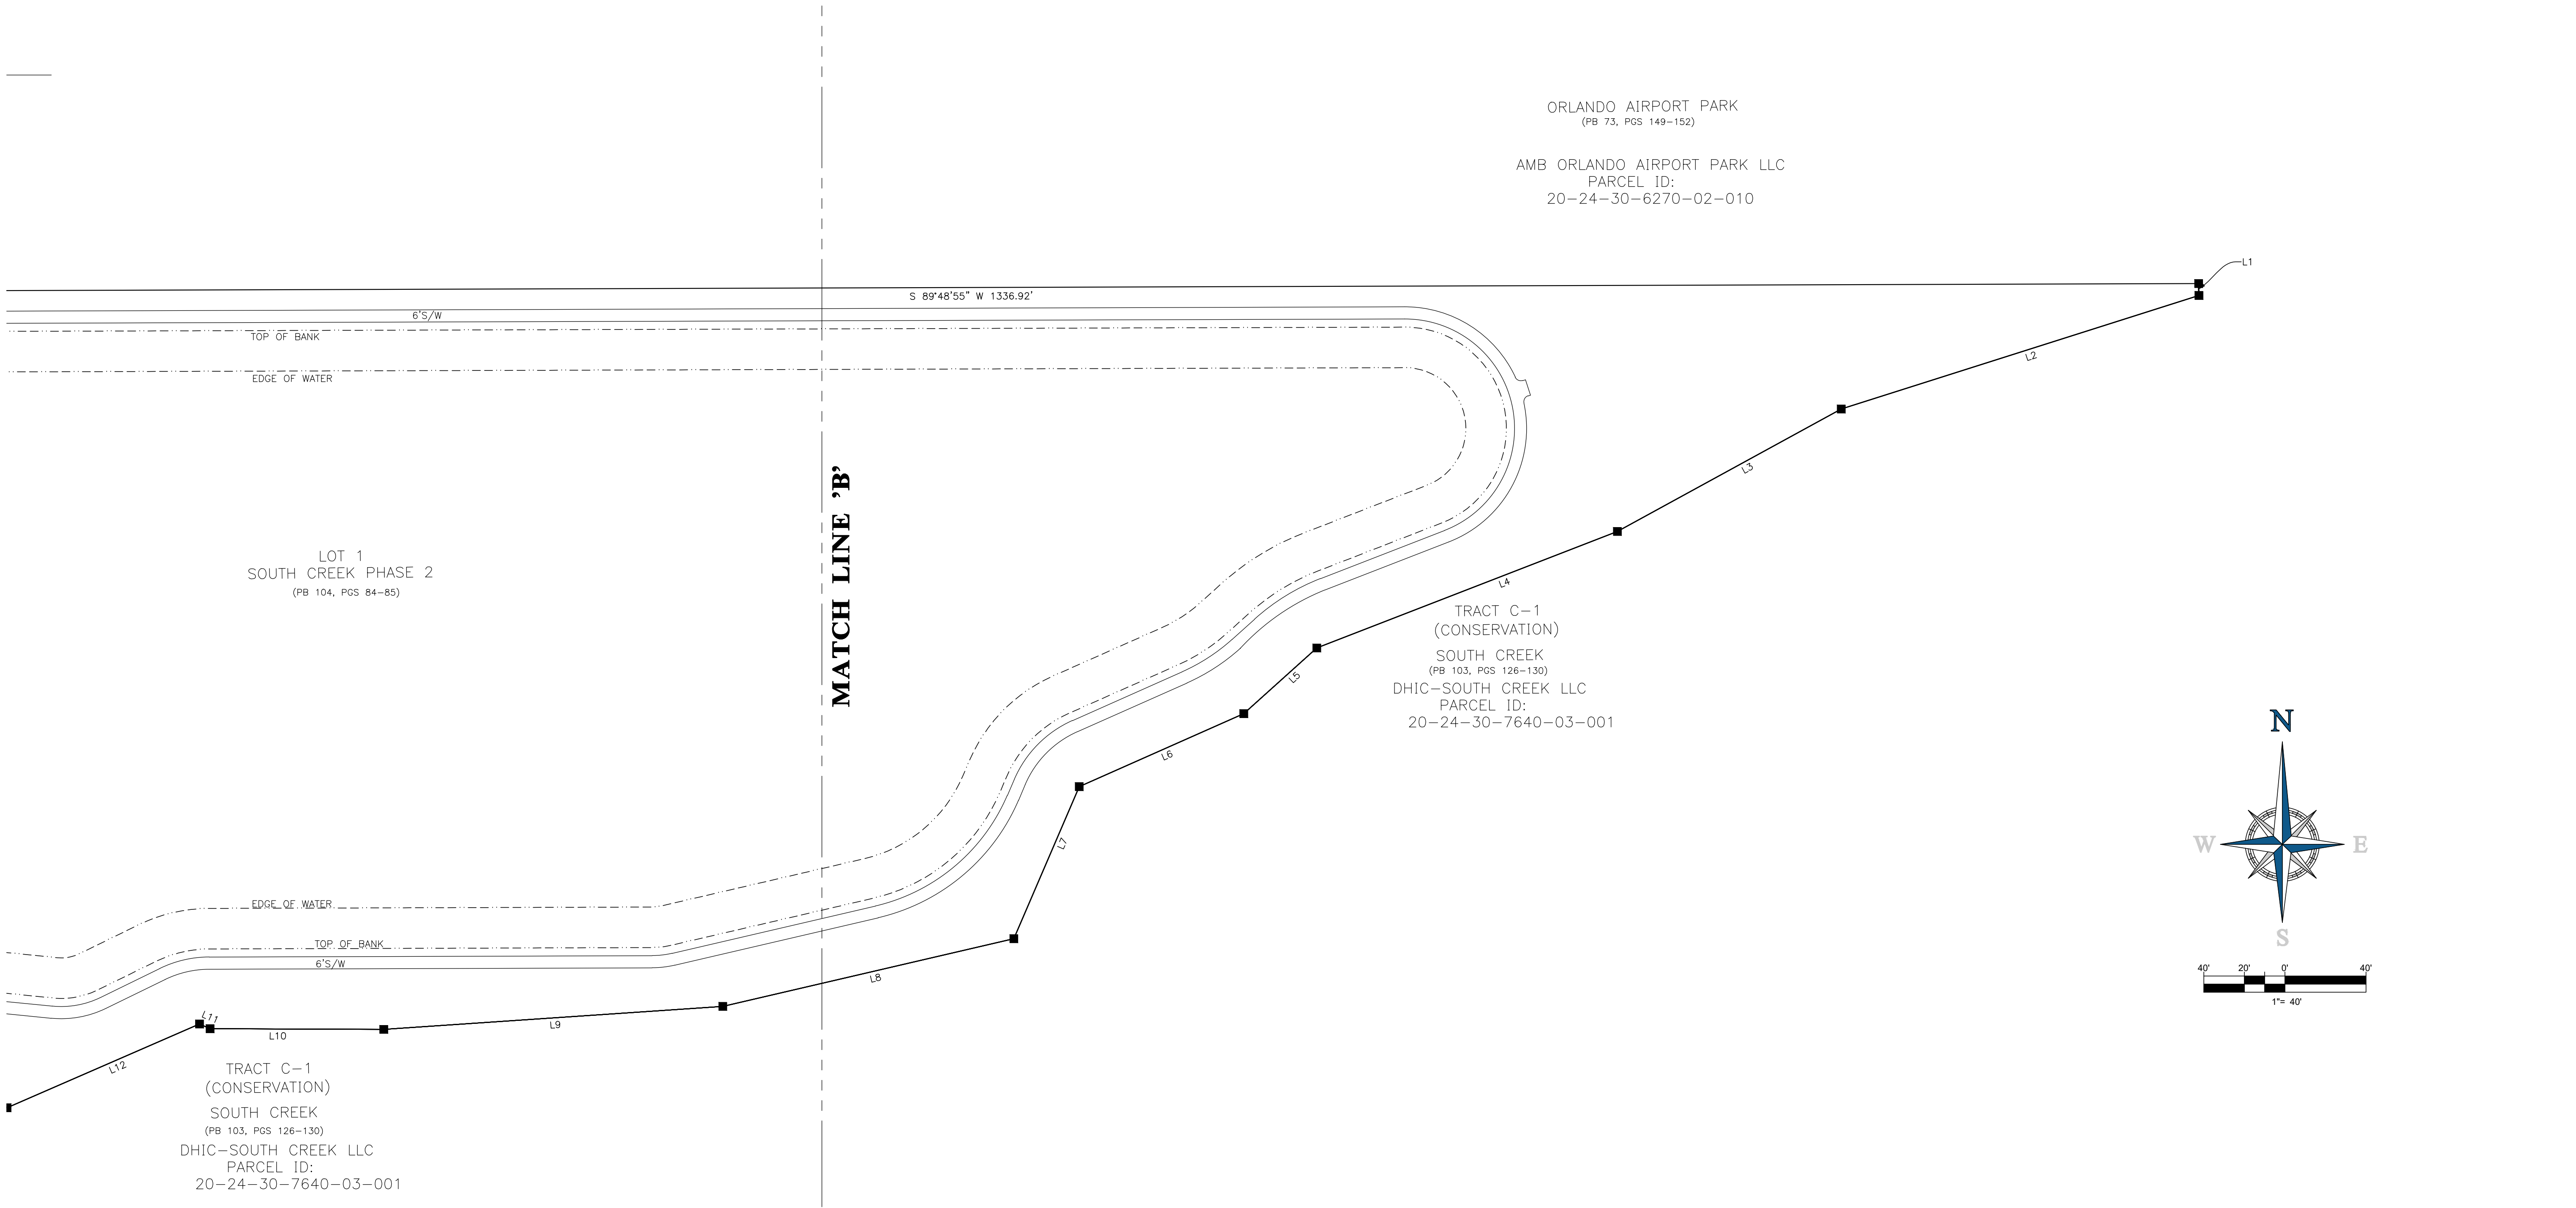 ORLANDO AIRPORT PARK
(PB 73, PGS 149-152)
AMB ORLANDO AIRPORT PARK LLC
PARCEL ID:
20-24-30-6270-02-010
L1
S 89°48'55" W 1336.92'
6'S/W
TOP OF BANK
EDGE OF WATER
L2
L3
MATCH LINE 'B'
LOT 1
SOUTH CREEK PHASE 2
(PB 104, PGS 84-85)
L4
TRACT C-1
(CONSERVATION)
SOUTH CREEK
(PB 103, PGS 126-130)
DHIC-SOUTH CREEK LLC
PARCEL ID:
20-24-30-7640-03-001
L5
L6
L7
N
W E
S
EDGE OF WATER
TOP OF BANK
6'S/W
40' 20' 0' 40'
1"= 40'
L8
L9
L10
L11
L12
TRACT C-1
(CONSERVATION)
SOUTH CREEK
(PB 103, PGS 126-130)
DHIC-SOUTH CREEK LLC
PARCEL ID:
20-24-30-7640-03-001